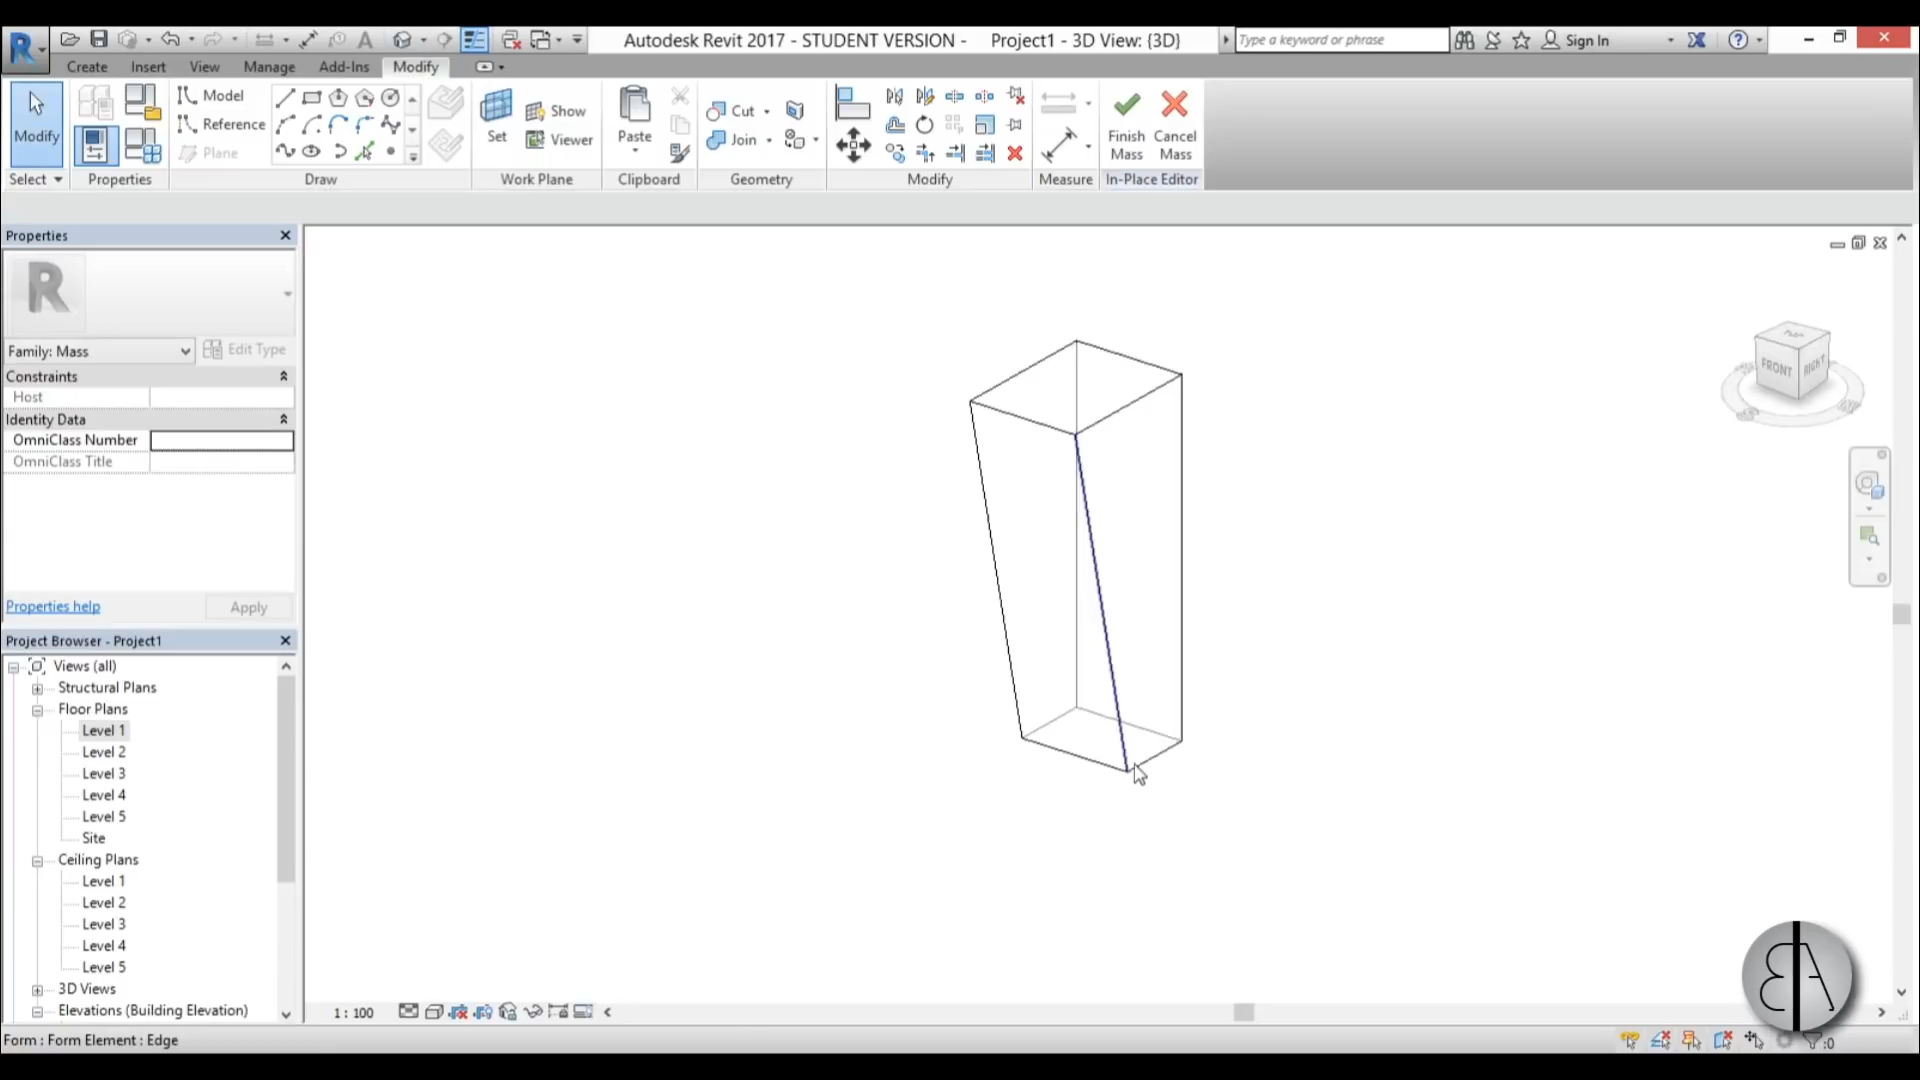 Autodesk Revit 2017 - STUDENT VERSION - Project1 - 3D View: {3D}
Type a keyword or phrase
Sign In
Create Insert View Manage Add-Ins Modify
Modify
Select
Properties
Model
Reference
Plane
Draw
Set
Show
Viewer
Work Plane
Paste
Clipboard
Cut
Join
Geometry
Modify
Measure
Finish Mass
Cancel Mass
In-Place Editor
Properties
R
Family: Mass
Edit Type
Constraints
Host
Identity Data
OmniClass Number
OmniClass Title
Properties help
Apply
Project Browser - Project1
Views (all)
Structural Plans
Floor Plans
Level 1
Level 2
Level 3
Level 4
Level 5
Site
Ceiling Plans
Level 1
Level 2
Level 3
Level 4
Level 5
3D Views
Elevations (Building Elevation)
TOP
FRONT
RIGHT
1 : 100
Form : Form Element : Edge
:0